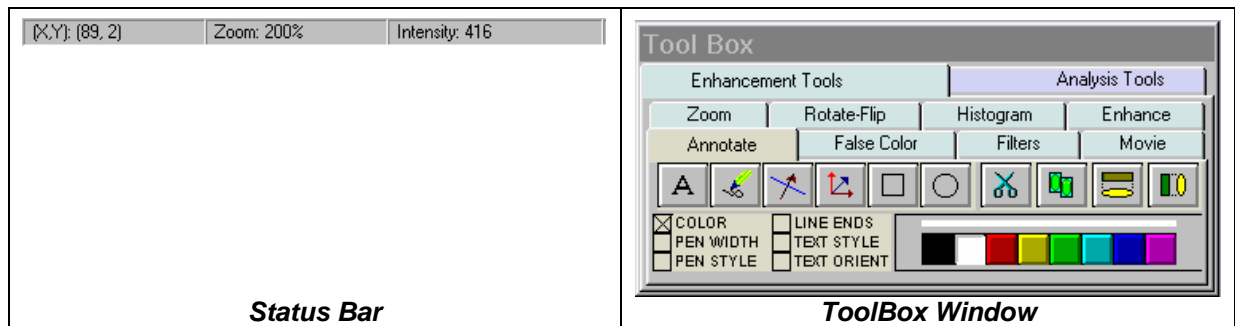 (X,Y): (89, 2) Zoom: 200% Intensity: 416
Status Bar
Tool Box
Enhancement Tools Analysis Tools
Zoom Rotate-Flip Histogram Enhance
Annotate False Color Filters Movie
A
COLOR LINE ENDS
PEN WIDTH TEXT STYLE
PEN STYLE TEXT ORIENT
ToolBox Window